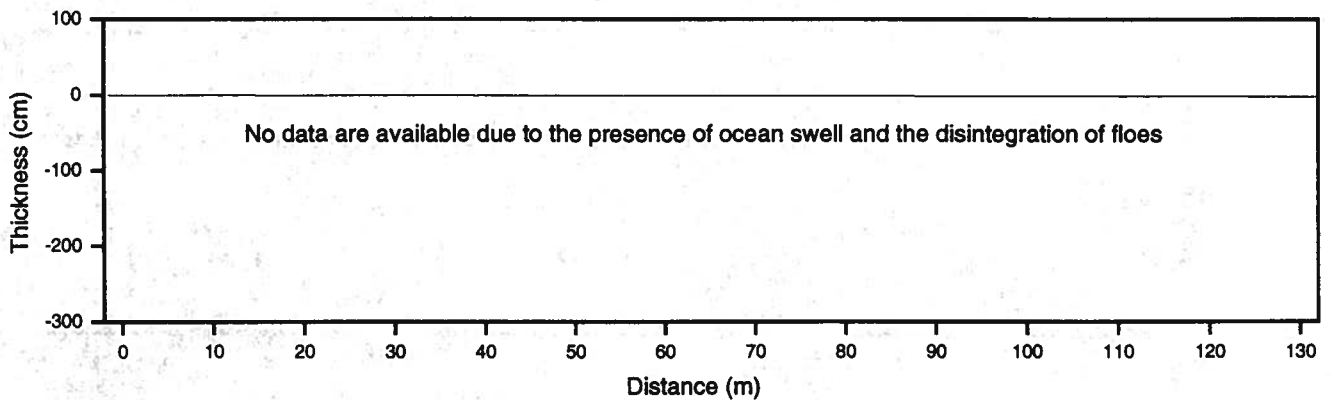 100
0
-100
-200
-300
Thickness (cm)
No data are available due to the presence of ocean swell and the disintegration of floes
0 10 20 30 40 50 60 70 80 90 100 110 120 130
Distance (m)